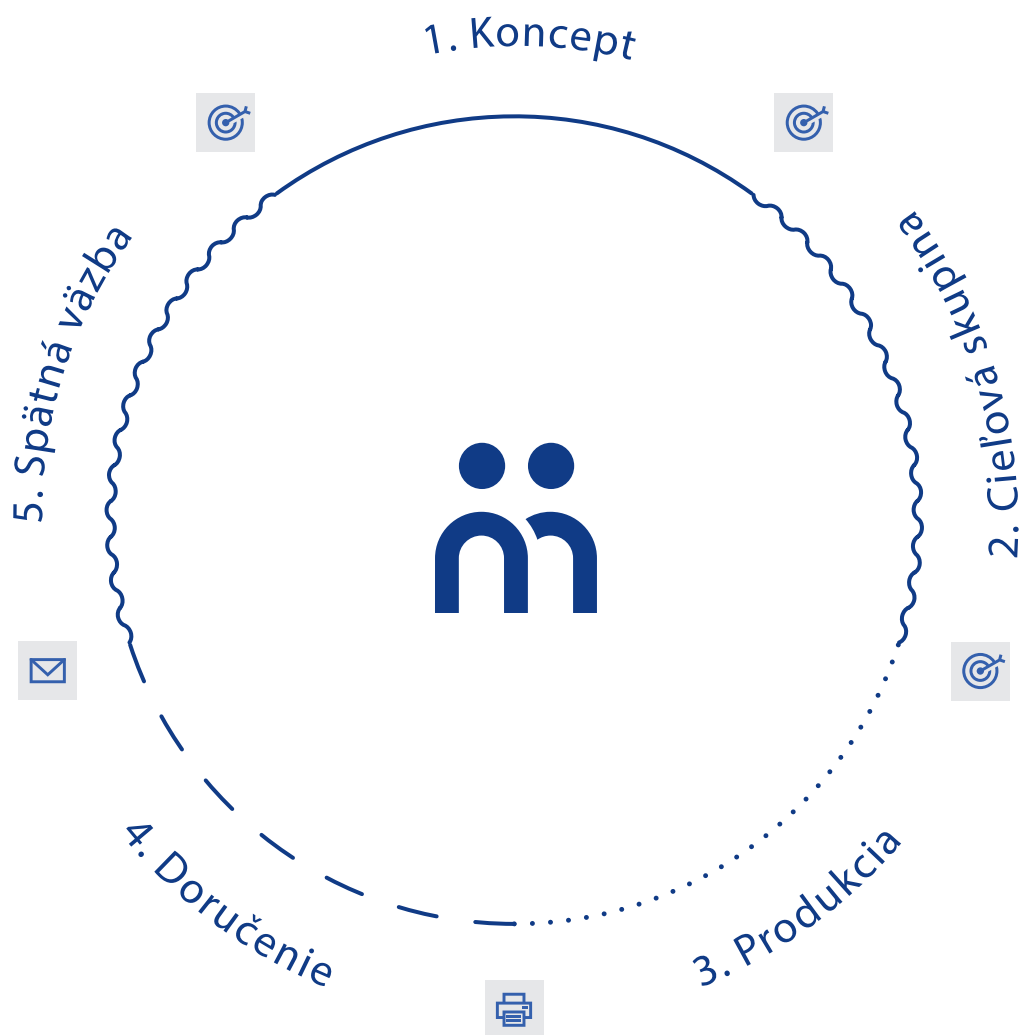 1. Koncept
2. Cieľová skupina
3. Produkcia
4. Doručenie
5. Spätná väzba